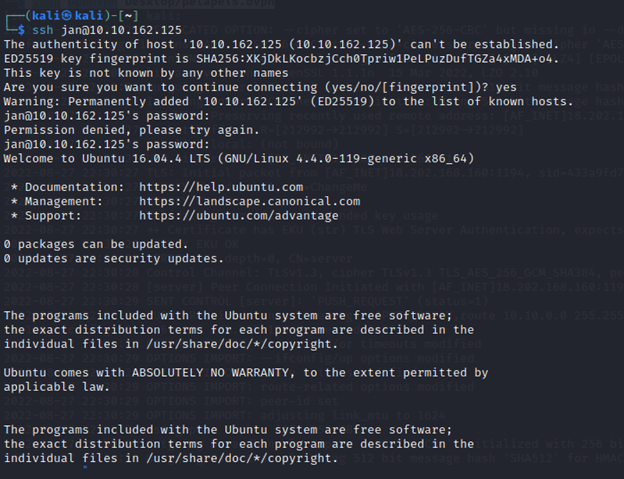 ┌──(kali㉿kali)-[~]
└─$ ssh jan@10.10.162.125
The authenticity of host '10.10.162.125 (10.10.162.125)' can't be established.
ED25519 key fingerprint is SHA256:XKjDkLKocbzjCch0Tpriw1PeLPuzDufTGZa4xMDA+o4.
This key is not known by any other names
Are you sure you want to continue connecting (yes/no/[fingerprint])? yes
Warning: Permanently added '10.10.162.125' (ED25519) to the list of known hosts.
jan@10.10.162.125's password:
Permission denied, please try again.
jan@10.10.162.125's password:
Welcome to Ubuntu 16.04.4 LTS (GNU/Linux 4.4.0-119-generic x86_64)
* Documentation: https://help.ubuntu.com
* Management: https://landscape.canonical.com
* Support: https://ubuntu.com/advantage
0 packages can be updated.
0 updates are security updates.
The programs included with the Ubuntu system are free software;
the exact distribution terms for each program are described in the
individual files in /usr/share/doc/*/copyright.
Ubuntu comes with ABSOLUTELY NO WARRANTY, to the extent permitted by
applicable law.
The programs included with the Ubuntu system are free software;
the exact distribution terms for each program are described in the
individual files in /usr/share/doc/*/copyright.